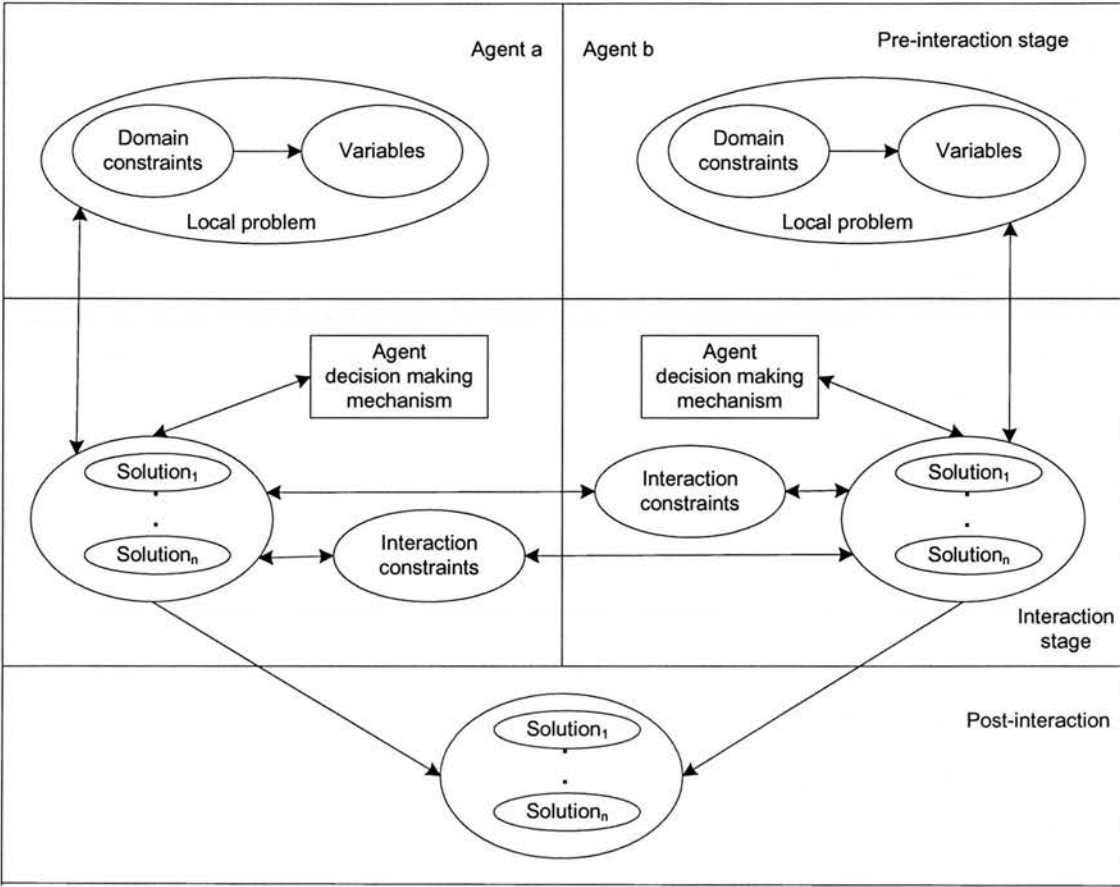 Agent a
Agent b
Pre-interaction stage
Domain
constraints
Variables
Local problem
Domain
constraints
Variables
Local problem
Agent
decision making
mechanism
Agent
decision making
mechanism
Solution₁
.
.
Solutionₙ
Interaction
constraints
Interaction
constraints
Solution₁
.
.
Solutionₙ
Interaction
stage
Post-interaction
Solution₁
.
.
Solutionₙ